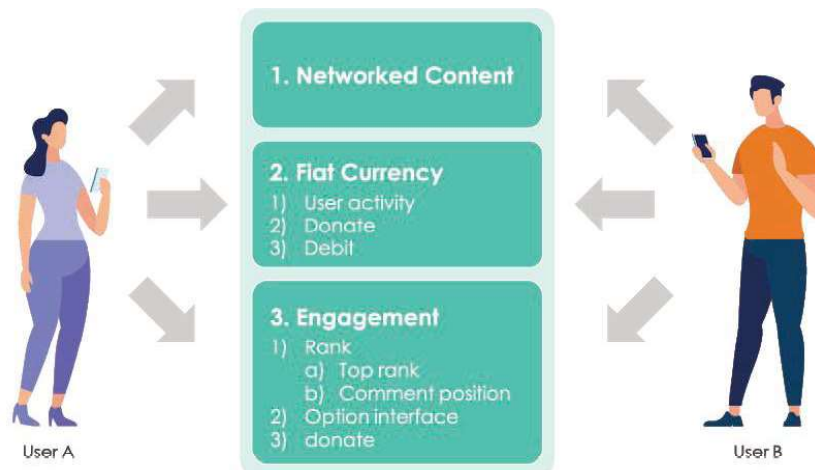 1. Networked Content
2. Fiat Currency
1) User activity
2) Donate
3) Debit
3. Engagement
1) Rank
a) Top rank
b) Comment position
2) Option interface
3) donate
User A
User B